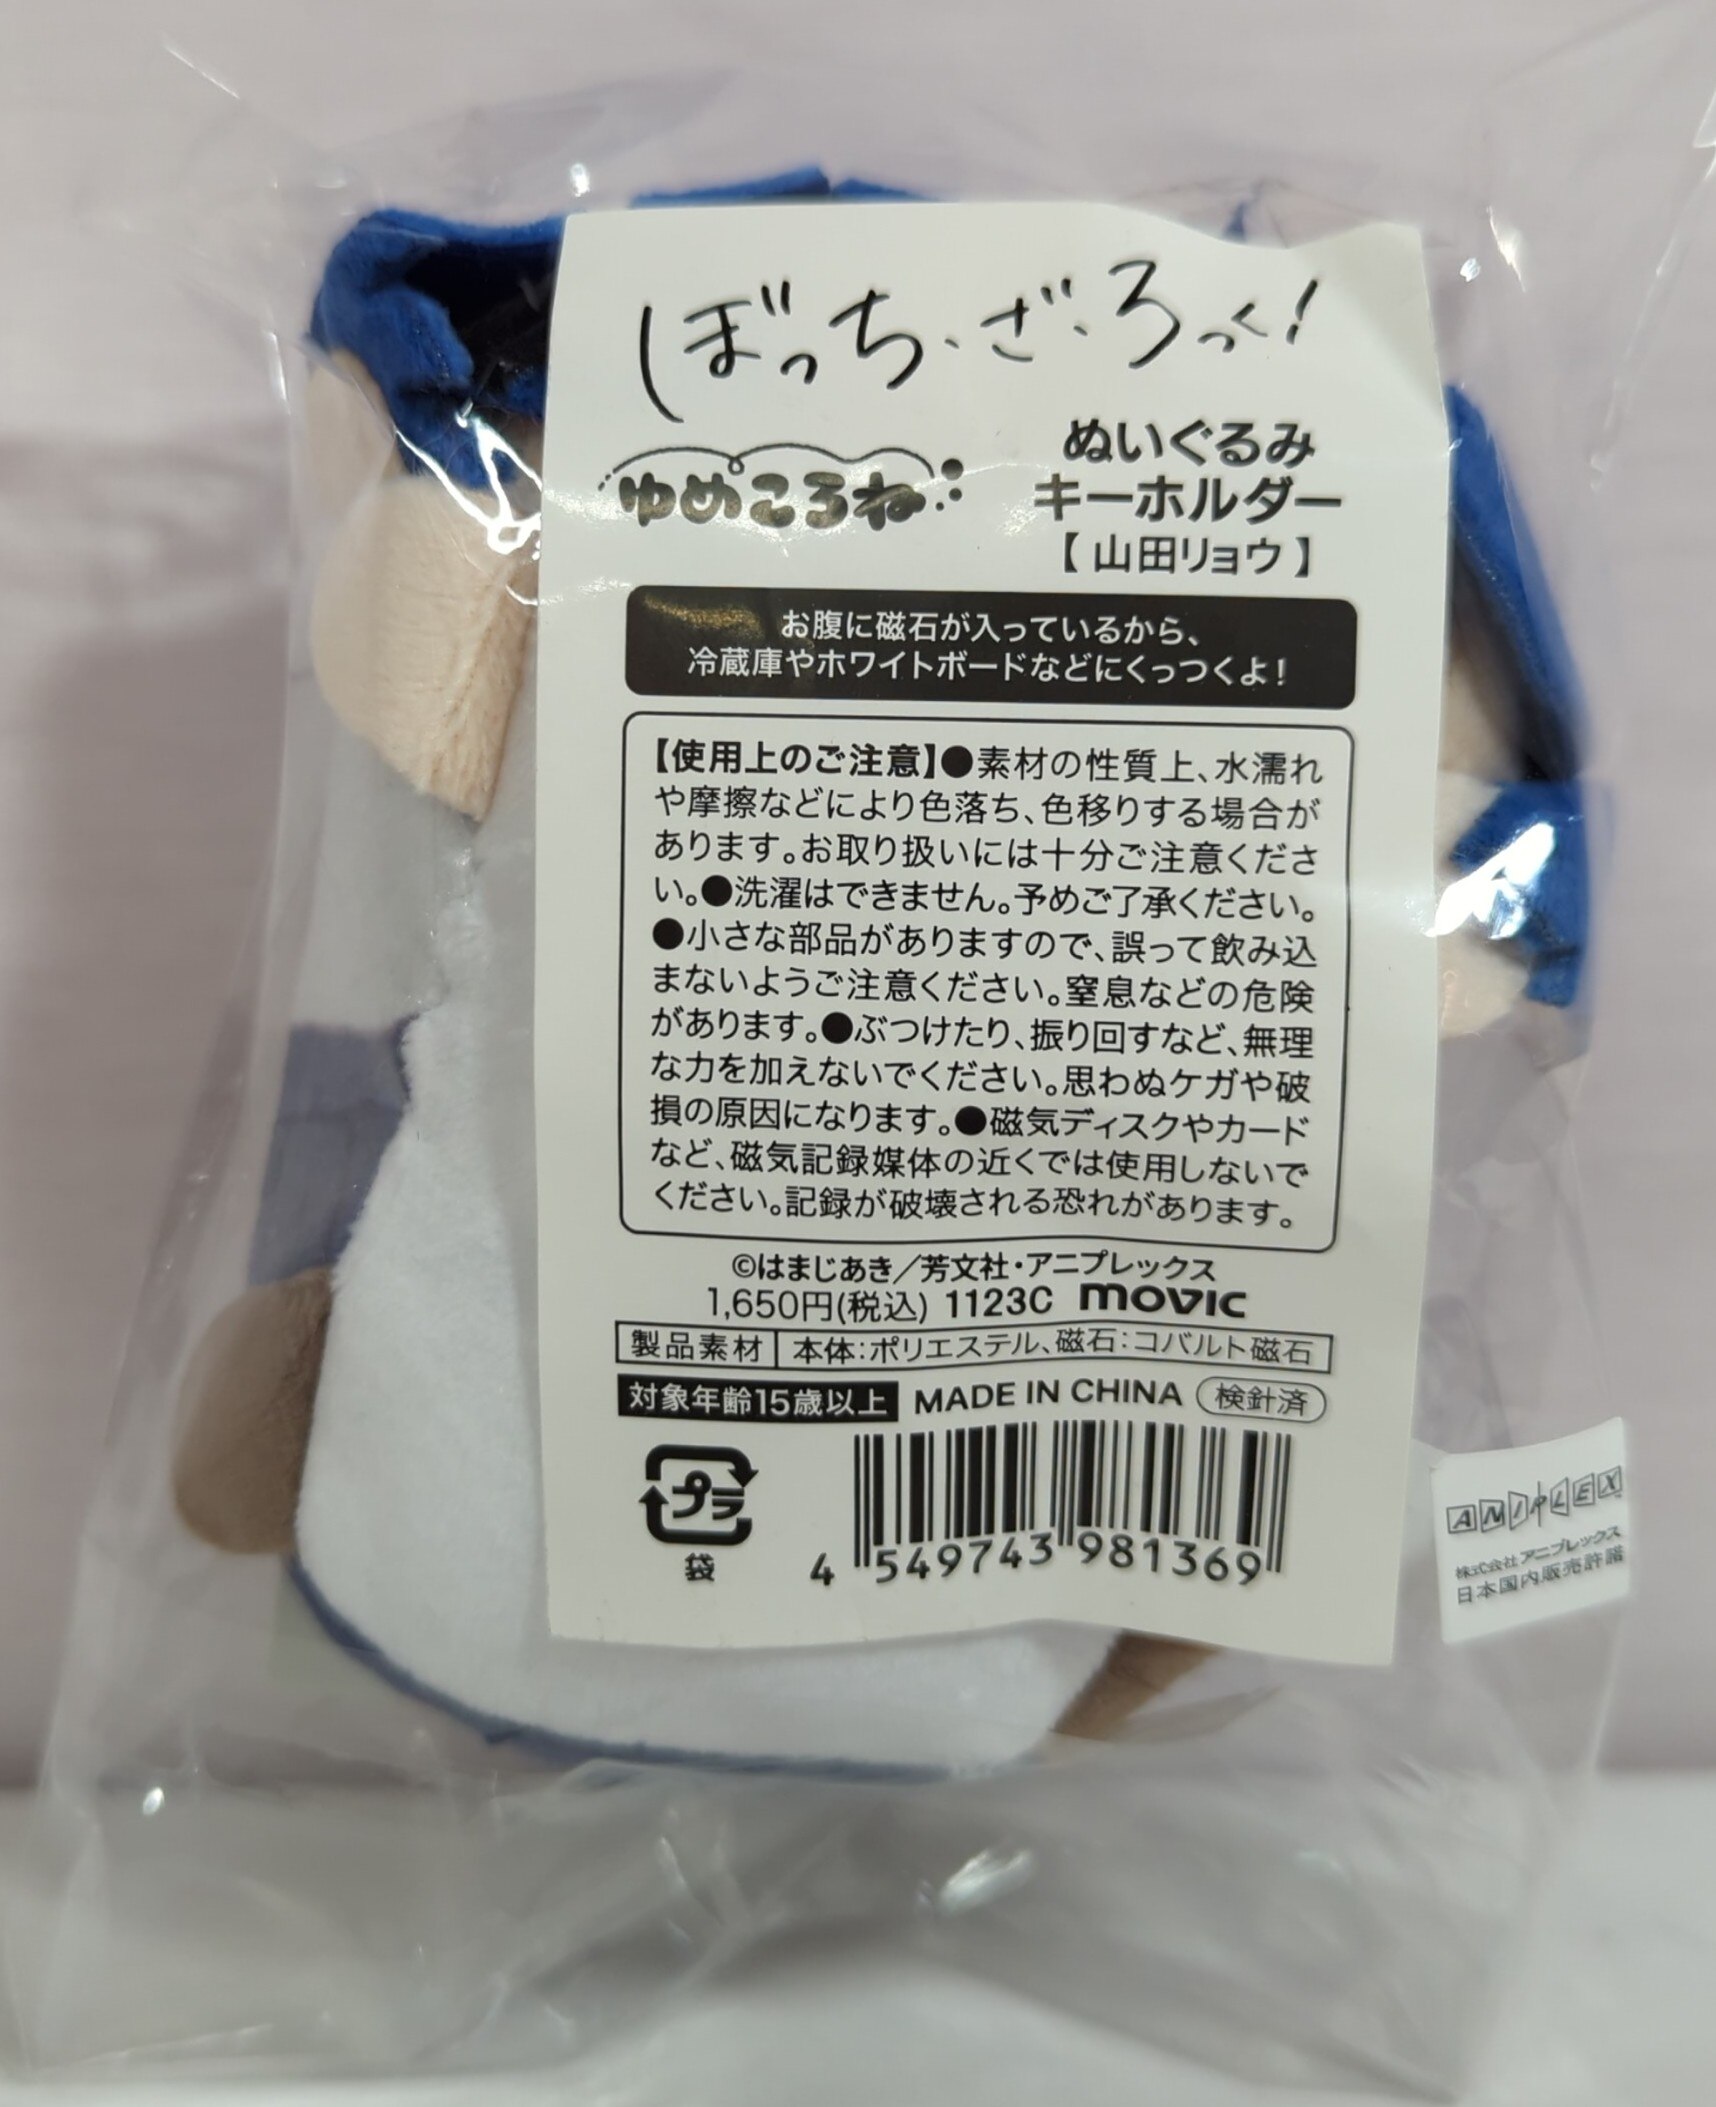 ぼっち・ざ・ろっく!
ゆめころね
ぬいぐるみ
キーホルダー
【山田リョウ】
お腹に磁石が入っているから、
冷蔵庫やホワイトボードなどにくっつくよ!
【使用上のご注意】●素材の性質上、水濡れ
や摩擦などにより色落ち、色移りする場合が
あります。お取り扱いには十分ご注意くださ
い。●洗濯はできません。予めご了承ください。
●小さな部品がありますので、誤って飲み込
まないようご注意ください。窒息などの危険
があります。●ぶつけたり、振り回すなど、無理
な力を加えないでください。思わぬケガや破
損の原因になります。●磁気ディスクやカード
など、磁気記録媒体の近くでは使用しないで
ください。記録が破壊される恐れがあります。
©はまじあき/芳文社・アニプレックス
1,650円(税込) 1123C movic
製品素材 本体:ポリエステル、磁石:コバルト磁石
対象年齢15歳以上 MADE IN CHINA 検針済
プラ
袋
4 549743 981369
ANIPLEX
株式会社アニプレックス
日本国内販売許諾